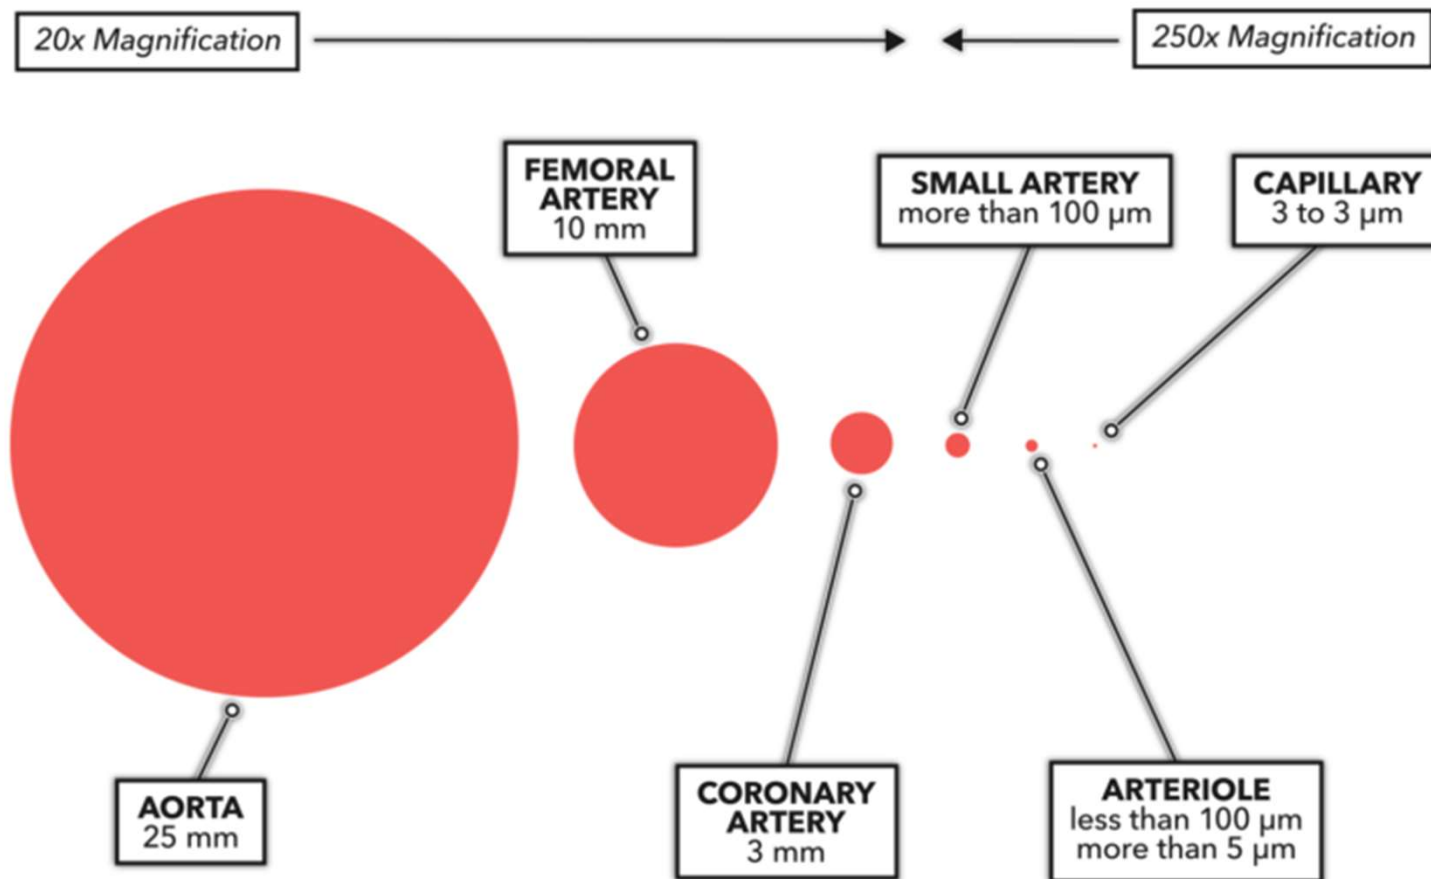 20x Magnification
250x Magnification
FEMORAL
ARTERY
10 mm
SMALL ARTERY
more than 100 µm
CAPILLARY
3 to 3 µm
AORTA
25 mm
CORONARY
ARTERY
3 mm
ARTERIOLE
less than 100 µm
more than 5 µm